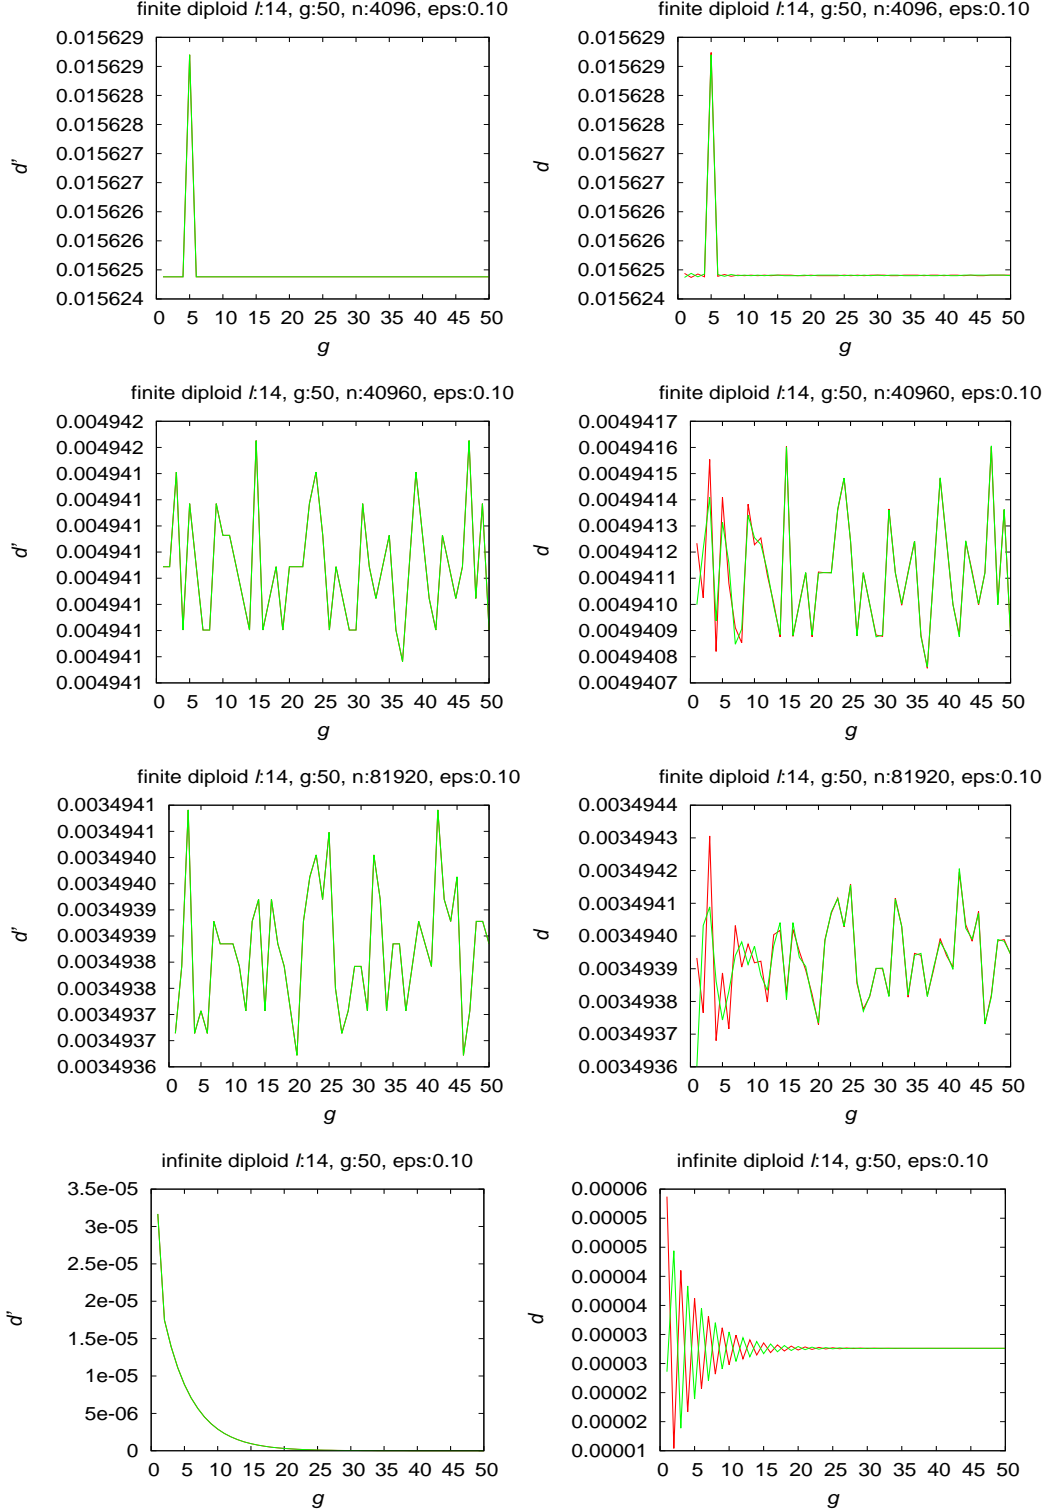 finite diploid l:14, g:50, n:4096, eps:0.10
0.015629
0.015629
0.015628
0.015628
0.015627
0.015627
0.015626
0.015626
0.015625
0.015624
d'
0 5 10 15 20 25 30 35 40 45 50
g
finite diploid l:14, g:50, n:4096, eps:0.10
0.015629
0.015629
0.015628
0.015628
0.015627
0.015627
0.015626
0.015626
0.015625
0.015624
d
0 5 10 15 20 25 30 35 40 45 50
g
finite diploid l:14, g:50, n:40960, eps:0.10
0.004942
0.004942
0.004941
0.004941
0.004941
0.004941
0.004941
0.004941
0.004941
0.004941
0.004941
d'
0 5 10 15 20 25 30 35 40 45 50
g
finite diploid l:14, g:50, n:40960, eps:0.10
0.0049417
0.0049416
0.0049415
0.0049414
0.0049413
0.0049412
0.0049411
0.0049410
0.0049409
0.0049408
0.0049407
d
0 5 10 15 20 25 30 35 40 45 50
g
finite diploid l:14, g:50, n:81920, eps:0.10
0.0034941
0.0034941
0.0034940
0.0034940
0.0034939
0.0034939
0.0034938
0.0034938
0.0034937
0.0034937
0.0034936
d'
0 5 10 15 20 25 30 35 40 45 50
g
finite diploid l:14, g:50, n:81920, eps:0.10
0.0034944
0.0034943
0.0034942
0.0034941
0.0034940
0.0034939
0.0034938
0.0034937
0.0034936
d
0 5 10 15 20 25 30 35 40 45 50
g
infinite diploid l:14, g:50, eps:0.10
3.5e-05
3e-05
2.5e-05
2e-05
1.5e-05
1e-05
5e-06
0
d'
0 5 10 15 20 25 30 35 40 45 50
g
infinite diploid l:14, g:50, eps:0.10
0.00006
0.00005
0.00005
0.00004
0.00004
0.00003
0.00003
0.00002
0.00002
0.00001
d
0 5 10 15 20 25 30 35 40 45 50
g